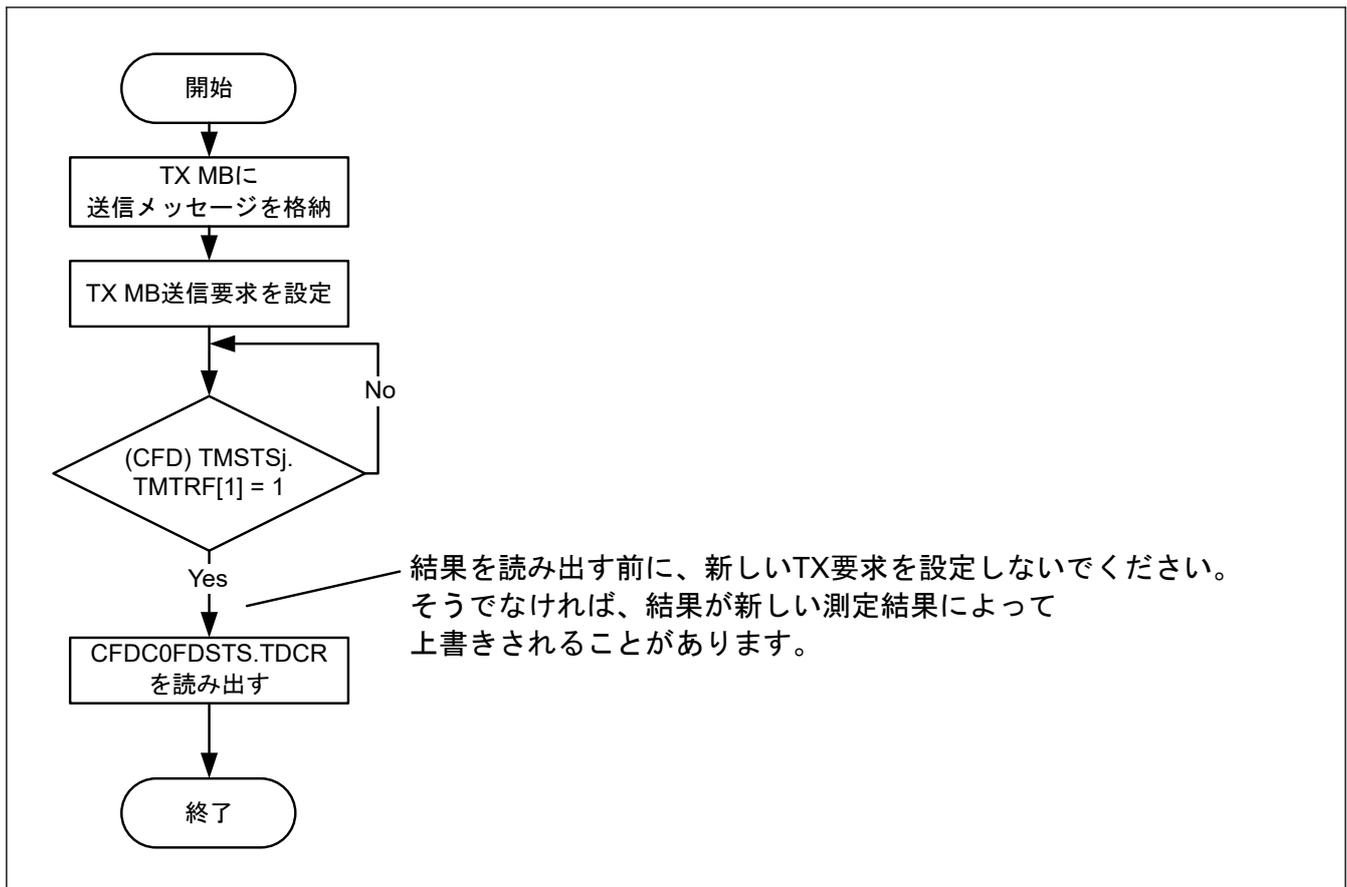 開始
TX MBに
送信メッセージを格納
TX MB送信要求を設定
No
(CFD) TMSTSj.
TMTRF[1] = 1
Yes
結果を読み出す前に、新しいTX要求を設定しないでください。
そうでなければ、結果が新しい測定結果によって
上書きされることがあります。
CFDC0FDSTS.TDCR
を読み出す
終了